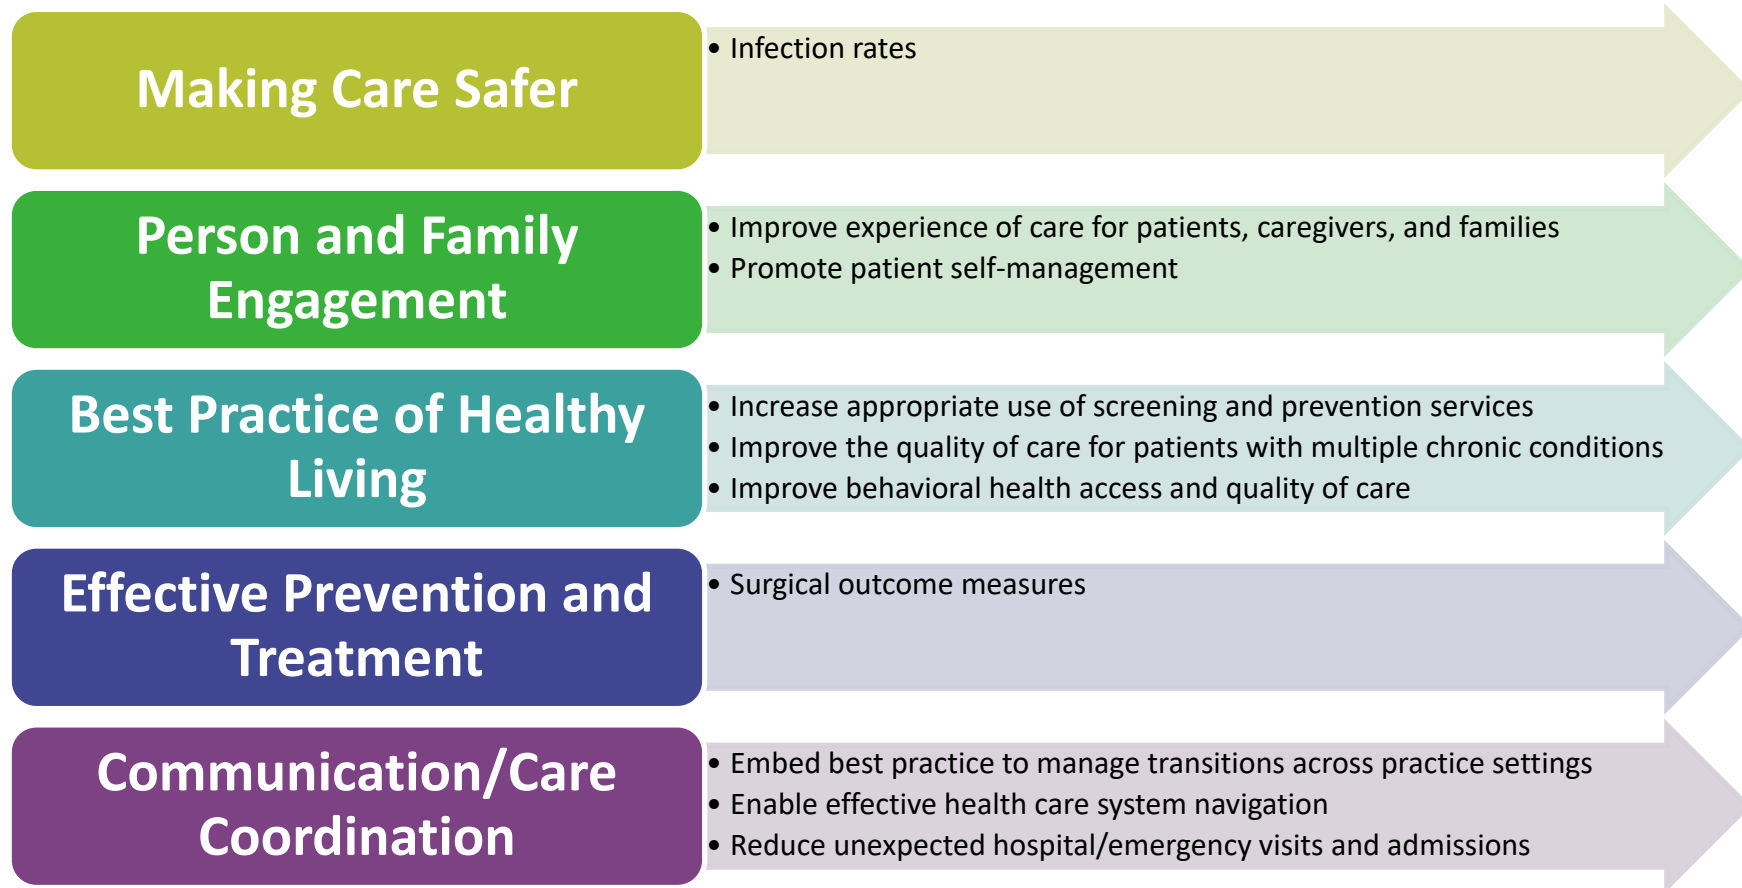 Making Care Safer
• Infection rates
Person and Family
Engagement
• Improve experience of care for patients, caregivers, and families
• Promote patient self-management
Best Practice of Healthy
Living
• Increase appropriate use of screening and prevention services
• Improve the quality of care for patients with multiple chronic conditions
• Improve behavioral health access and quality of care
Effective Prevention and
Treatment
• Surgical outcome measures
Communication/Care
Coordination
• Embed best practice to manage transitions across practice settings
• Enable effective health care system navigation
• Reduce unexpected hospital/emergency visits and admissions